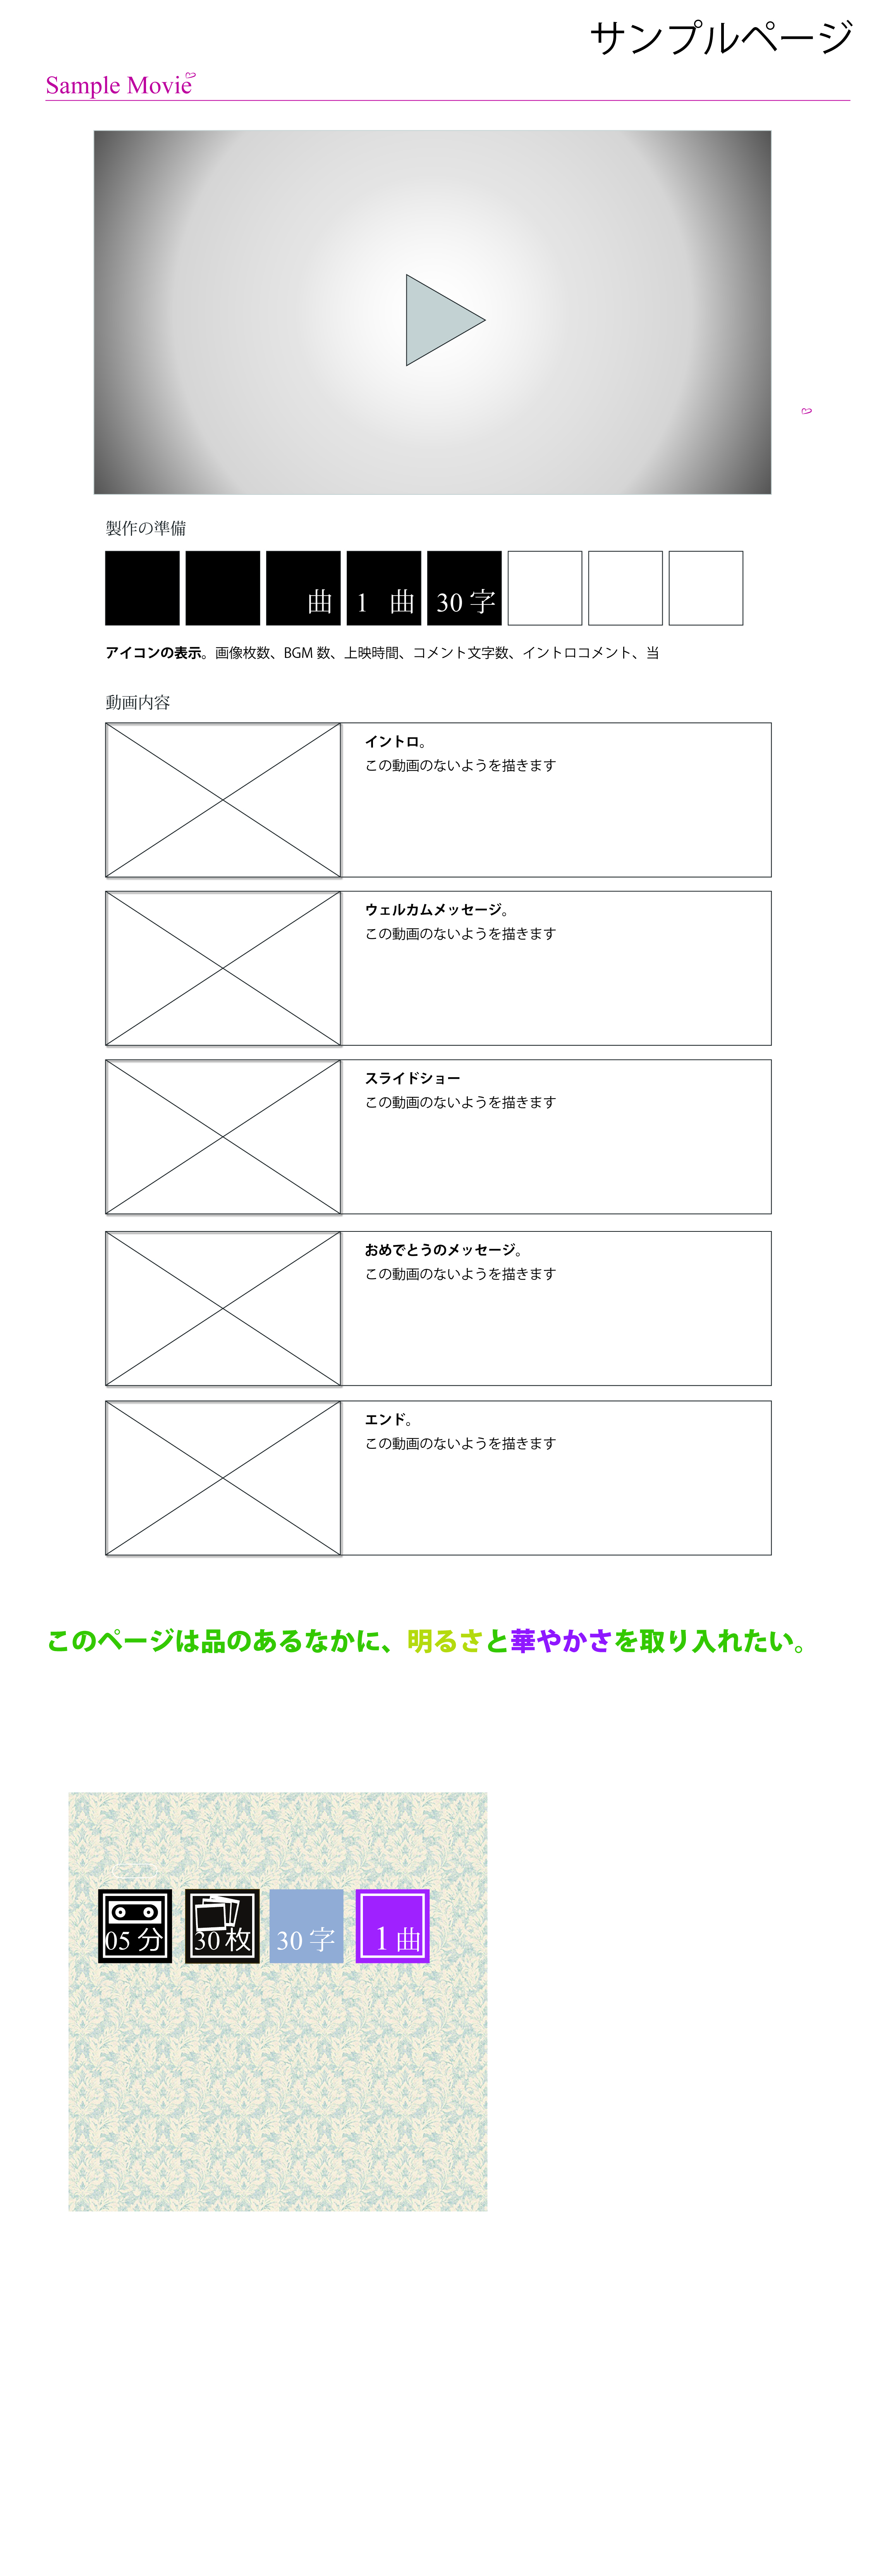 サンプルページ
Sample Movie
製作の準備
曲
1 曲
30 字
アイコンの表示。画像枚数、BGM 数、上映時間、コメント文字数、イントロコメント、当
動画内容
イントロ。
この動画のないようを描きます
ウェルカムメッセージ。
この動画のないようを描きます
スライドショー
この動画のないようを描きます
おめでとうのメッセージ。
この動画のないようを描きます
エンド。
この動画のないようを描きます
このページは品のあるなかに、明るさと華やかさを取り入れたい。
05 分
30 枚
30 字
1 曲